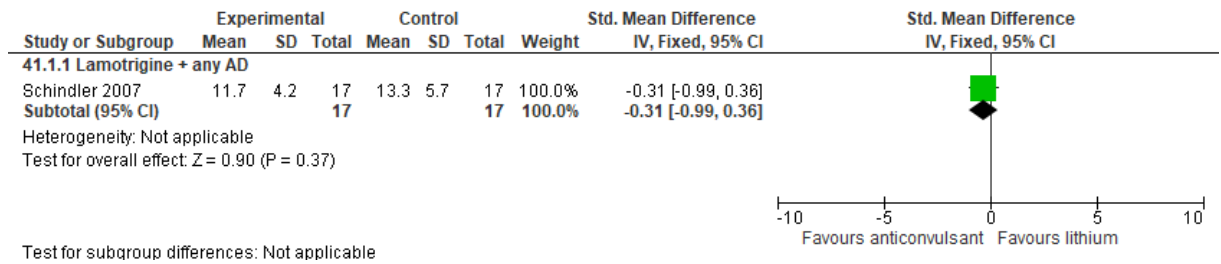 Experimental Control Std. Mean Difference Std. Mean Difference
Study or Subgroup Mean SD Total Mean SD Total Weight IV, Fixed, 95% CI IV, Fixed, 95% CI
41.1.1 Lamotrigine + any AD
Schindler 2007 11.7 4.2 17 13.3 5.7 17 100.0% -0.31 [-0.99, 0.36]
Subtotal (95% CI) 17 17 100.0% -0.31 [-0.99, 0.36]
Heterogeneity: Not applicable
Test for overall effect: Z = 0.90 (P = 0.37)
-10 -5 0 5 10
Favours anticonvulsant Favours lithium
Test for subgroup differences: Not applicable